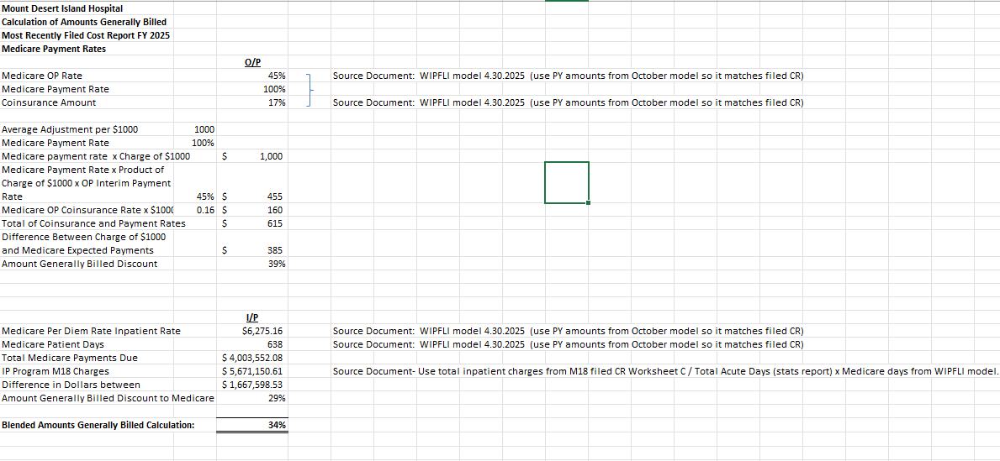 Mount Desert Island Hospital
Calculation of Amounts Generally Billed
Most Recently Filed Cost Report FY 2025
Medicare Payment Rates
O/P
Medicare OP Rate 45% Source Document: WIPFLI model 4.30.2025 (use PY amounts from October model so it matches filed CR)
Medicare Payment Rate 100%
Coinsurance Amount 17% Source Document: WIPFLI model 4.30.2025 (use PY amounts from October model so it matches filed CR)
Average Adjustment per $1000 1000
Medicare Payment Rate 100%
Medicare payment rate x Charge of $1000 $ 1,000
Medicare Payment Rate x Product of
Charge of $1000 x OP Interim Payment
Rate 45% $ 455
Medicare OP Coinsurance Rate x $100 0.16 $ 160
Total of Coinsurance and Payment Rates $ 615
Difference Between Charge of $1000
and Medicare Expected Payments $ 385
Amount Generally Billed Discount 39%
I/P
Medicare Per Diem Rate Inpatient Rate $6,275.16 Source Document: WIPFLI model 4.30.2025 (use PY amounts from October model so it matches filed CR)
Medicare Patient Days 638 Source Document: WIPFLI model 4.30.2025 (use PY amounts from October model so it matches filed CR)
Total Medicare Payments Due $ 4,003,552.08
IP Program M18 Charges $ 5,671,150.61 Source Document- Use total inpatient charges from M18 filed CR Worksheet C / Total Acute Days (stats report) x Medicare days from WIPFLI model.
Difference in Dollars between $ 1,667,598.53
Amount Generally Billed Discount to Medicare 29%
Blended Amounts Generally Billed Calculation: 34%